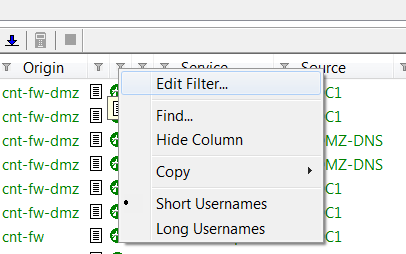 Origin Service Source
cnt-fw-dmz C1
cnt-fw-dmz C1
cnt-fw-dmz MZ-DNS
cnt-fw-dmz MZ-DNS
cnt-fw-dmz C1
cnt-fw-dmz C1
cnt-fw C1
Edit Filter...
Find...
Hide Column
Copy
Short Usernames
Long Usernames